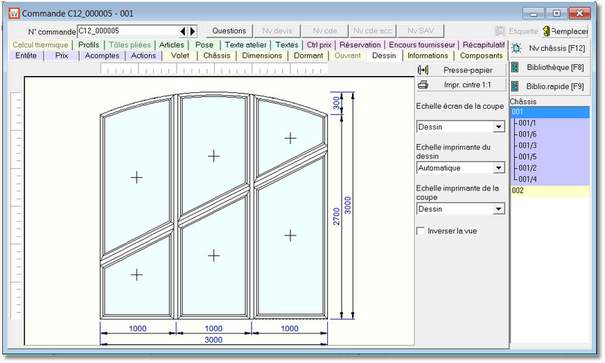 Commande C12_000005 - 001
N° commande C12_000005 Questions Nv devis Nv cde Nv cde acc Nv SAV Etiquette Remplacer
Calcul thermique Profils Tôles pliées Articles Pose Texte atelier Textes Ctrl prix Réservation Encours fournisseur Récapitulatif
Entête Prix Acomptes Actions Volet Châssis Dimensions Dormant Ouvrant Dessin Informations Composants
Nv châssis [F12]
Bibliothèque [F8]
Biblio.rapide [F9]
Presse-papier
Impr. cintre 1:1
Echelle écran de la coupe
Dessin
Echelle imprimante du
dessin
Automatique
Echelle imprimante de la
coupe
Dessin
Inverser la vue
Châssis
001
001/1
001/6
001/3
001/5
001/2
001/4
002
300
2700
3000
1000 1000 1000
3000